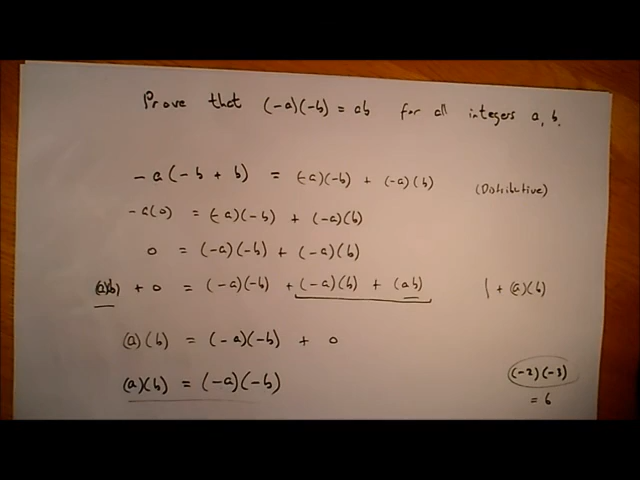 Prove that (-a)(-b) = ab for all integers a, b.
-a(-b + b) = (-a)(-b) + (-a)(b) (Distributive)
-a(0) = (-a)(-b) + (-a)(b)
0 = (-a)(-b) + (-a)(b)
(a)(b) + 0 = (-a)(-b) + (-a)(b) + (ab) | + (a)(b)
(a)(b) = (-a)(-b) + 0
(a)(b) = (-a)(-b)
(-2)(-3)
= 6